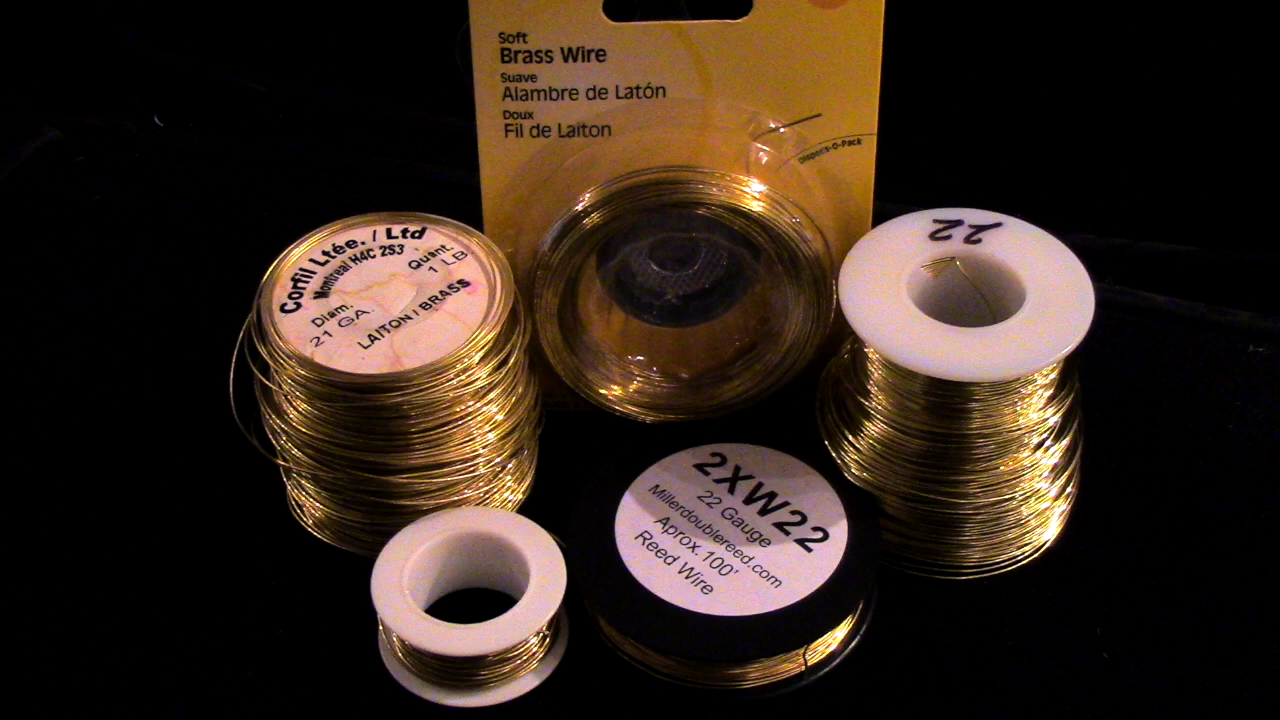 Soft
Brass Wire
Suave
Alambre de Latón
Doux
Fil de Laiton
Dispens-O-Pack
Corfil Ltée. / Ltd
Montreal H4C 2S3
Quant.
1 LB
Diam.
21 GA.
LAITON / BRASS
22
2XW22
22 Gauge
Millerdoublereed.com
Aprox.100'
Reed Wire